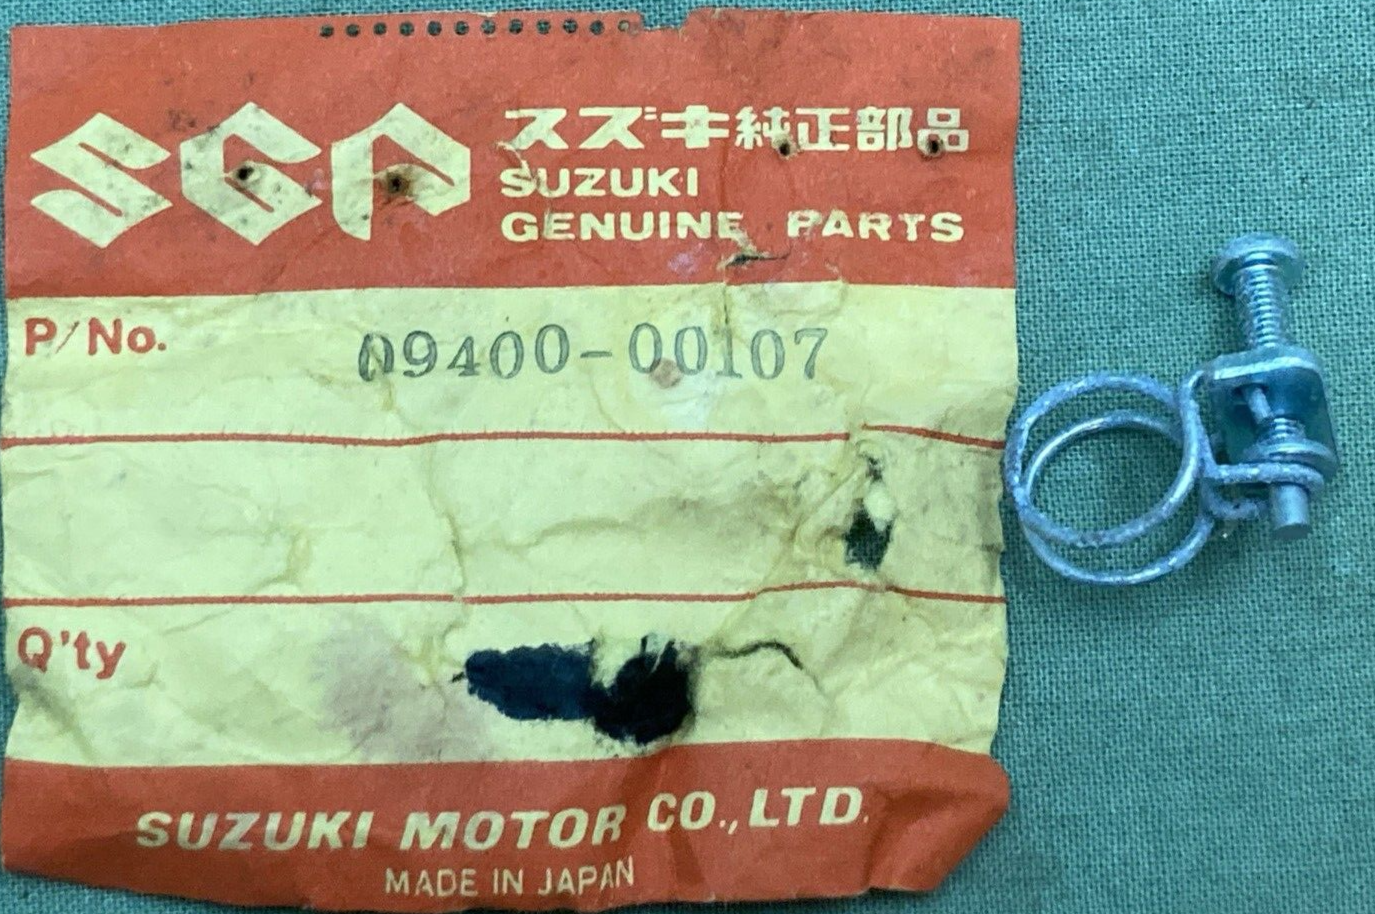 SGP
スズキ純正部品
SUZUKI
GENUINE PARTS
P/No.
09400-00107
Q'ty
SUZUKI MOTOR CO.,LTD.
MADE IN JAPAN